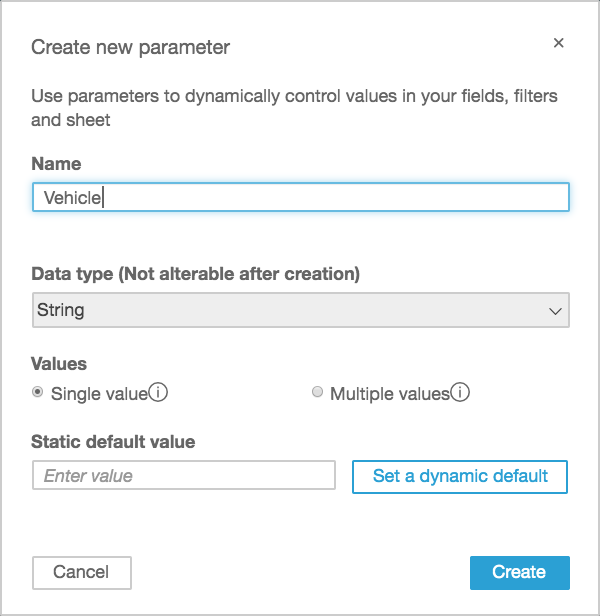 Create new parameter
×
Use parameters to dynamically control values in your fields, filters
and sheet
Name
Vehicle
Data type (Not alterable after creation)
String
Values
Single value i
Multiple values i
Static default value
Enter value
Set a dynamic default
Cancel
Create